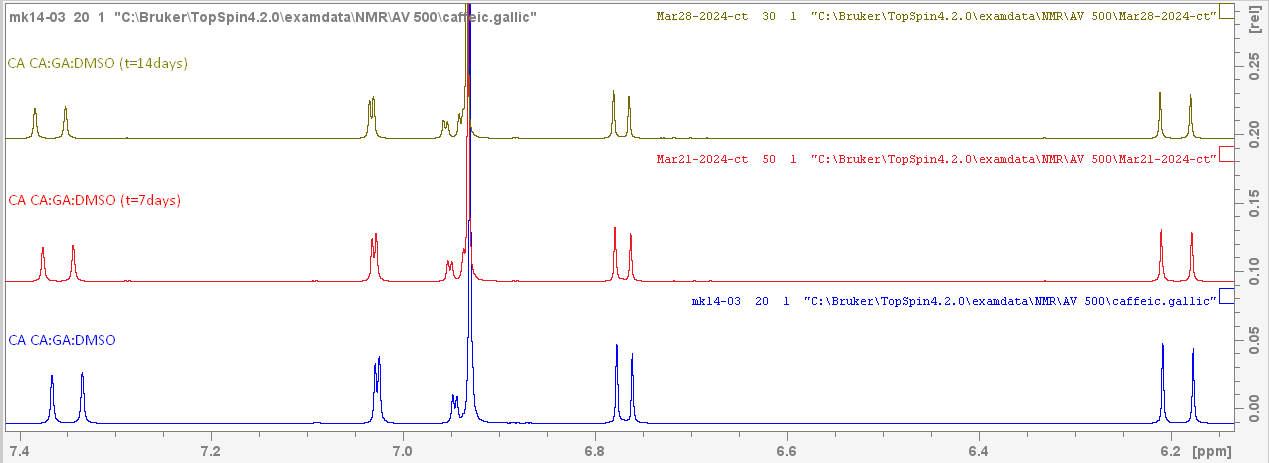 mk14-03 20 1 "C:\Bruker\TopSpin4.2.0\examdata\NMR\AV 500\caffeic.gallic"
Mar28-2024-ct 30 1 "C:\Bruker\TopSpin4.2.0\examdata\NMR\AV 500\Mar28-2024-ct"
[rel]
CA CA:GA:DMSO (t=14days)
0.25
0.20
Mar21-2024-ct 50 1 "C:\Bruker\TopSpin4.2.0\examdata\NMR\AV 500\Mar21-2024-ct"
CA CA:GA:DMSO (t=7days)
0.15
0.10
mk14-03 20 1 "C:\Bruker\TopSpin4.2.0\examdata\NMR\AV 500\caffeic.gallic"
CA CA:GA:DMSO
0.05
0.00
7.4 7.2 7.0 6.8 6.6 6.4 6.2 [ppm]